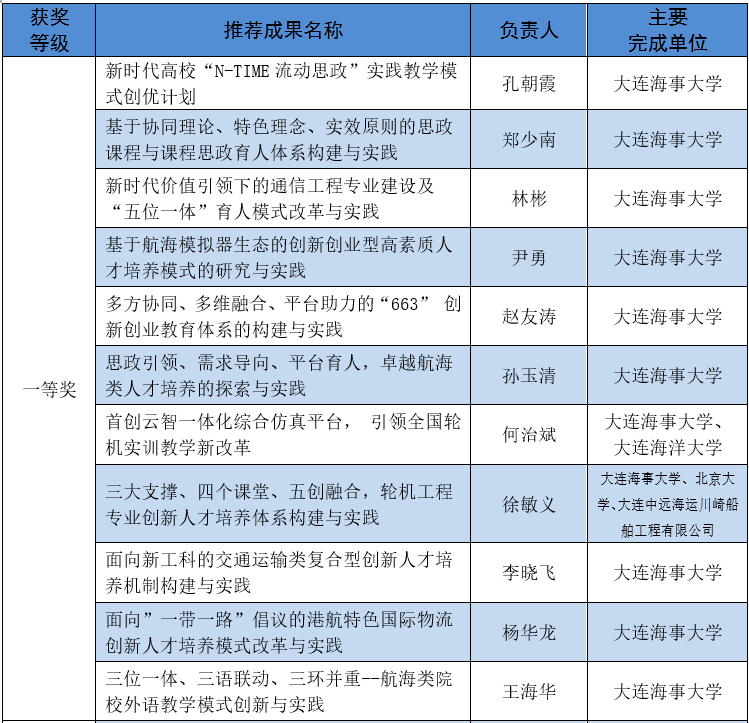 获奖
等级
推荐成果名称
负责人
主要
完成单位
一等奖
新时代高校“N-TIME 流动思政”实践教学模
式创优计划
孔朝霞
大连海事大学
基于协同理论、特色理念、实效原则的思政
课程与课程思政育人体系构建与实践
郑少南
大连海事大学
新时代价值引领下的通信工程专业建设及
“五位一体”育人模式改革与实践
林彬
大连海事大学
基于航海模拟器生态的创新创业型高素质人
才培养模式的研究与实践
尹勇
大连海事大学
多方协同、多维融合、平台助力的“663” 创
新创业教育体系的构建与实践
赵友涛
大连海事大学
思政引领、需求导向、平台育人，卓越航海
类人才培养的探索与实践
孙玉清
大连海事大学
首创云智一体化综合仿真平台， 引领全国轮
机实训教学新改革
何治斌
大连海事大学、
大连海洋大学
三大支撑、四个课堂、五创融合，轮机工程
专业创新人才培养体系构建与实践
徐敏义
大连海事大学、北京大
学、大连中远海运川崎船
舶工程有限公司
面向新工科的交通运输类复合型创新人才培
养机制构建与实践
李晓飞
大连海事大学
面向”一带一路”倡议的港航特色国际物流
创新人才培养模式改革与实践
杨华龙
大连海事大学
三位一体、三语联动、三环并重--航海类院
校外语教学模式创新与实践
王海华
大连海事大学